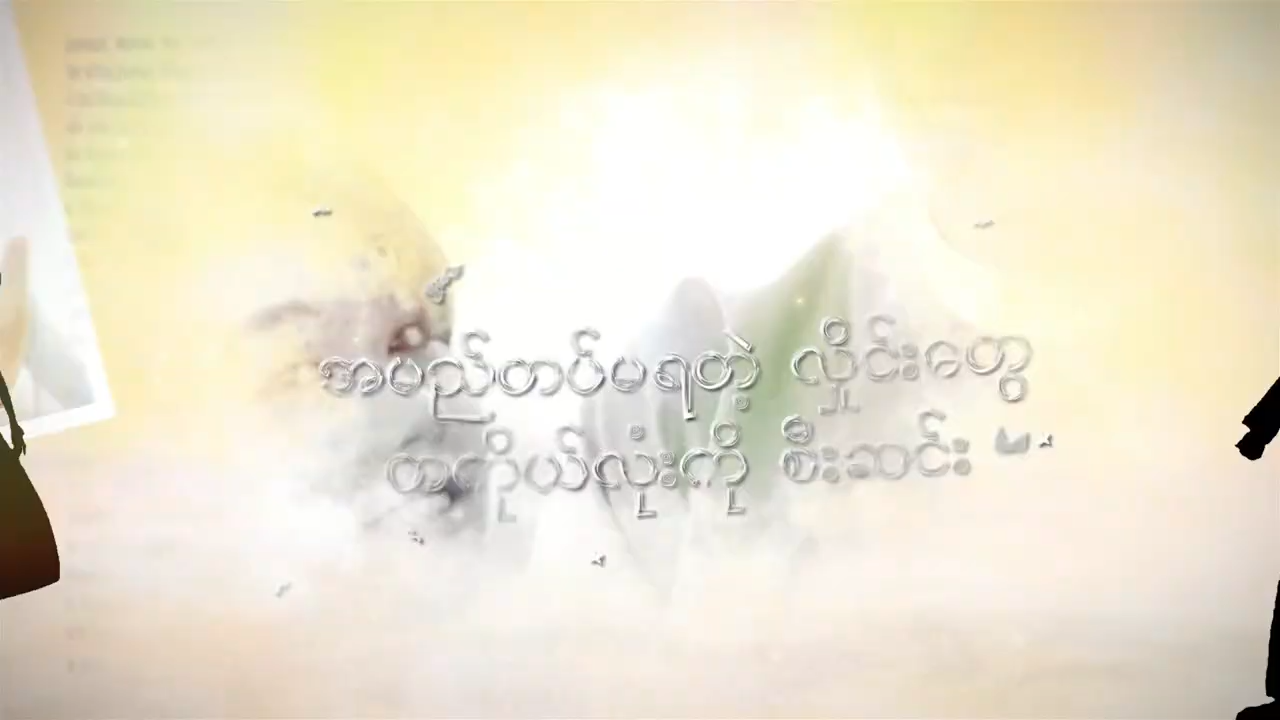 အမည်တပ်မရတဲ့ လှိုင်းတွေ
တကိုယ်လုံးကို စီးဆင်း